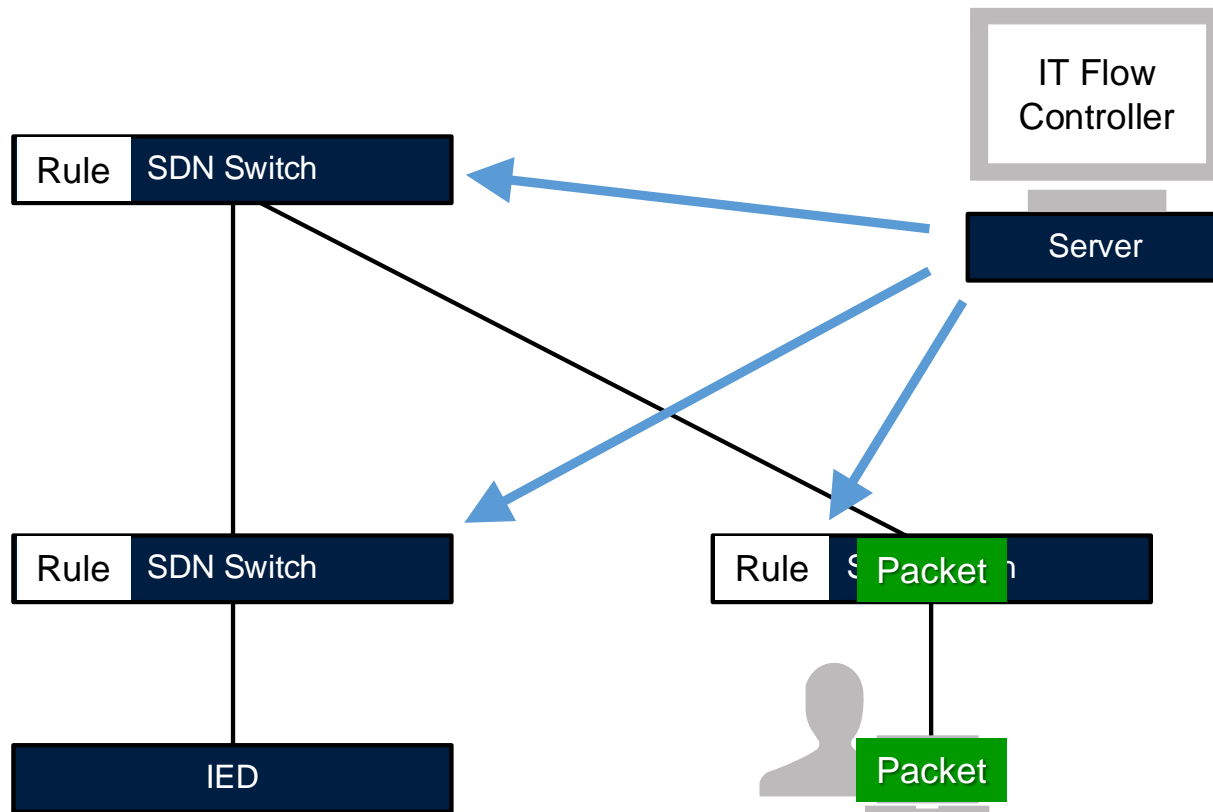 IT Flow
Controller
Rule SDN Switch
Server
Rule SDN Switch
Rule Packet
IED
Packet